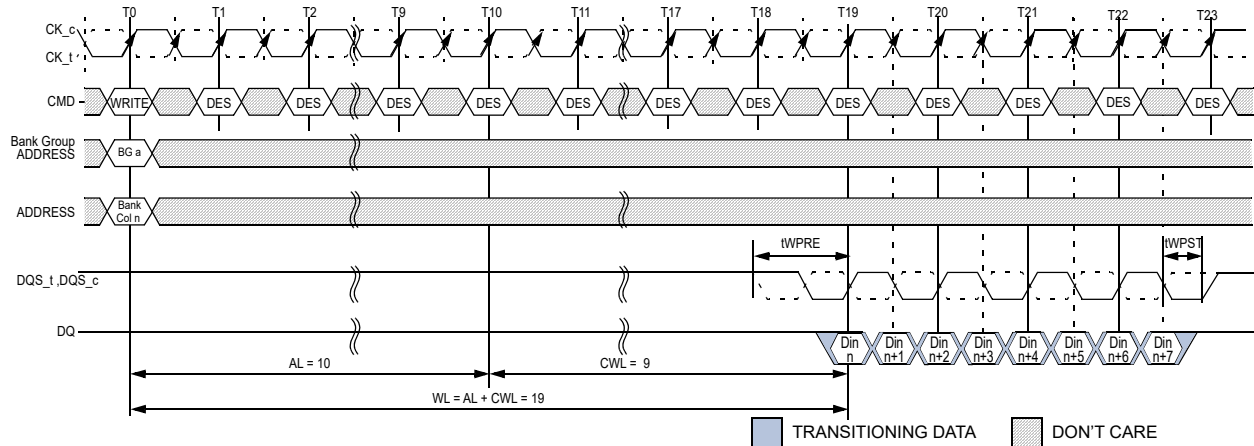 T0 T1 T2 T9 T10 T11 T17 T18 T19 T20 T21 T22 T23
CK_c
CK_t
CMD WRITE DES DES DES DES DES DES DES DES DES DES DES DES
Bank Group
ADDRESS
BG a
ADDRESS
Bank
Col n
tWPRE tWPST
DQS_t ,DQS_c
DQ
Din
n
Din
n+1
Din
n+2
Din
n+3
Din
n+4
Din
n+5
Din
n+6
Din
n+7
AL = 10 CWL = 9
WL = AL + CWL = 19
TRANSITIONING DATA DON'T CARE